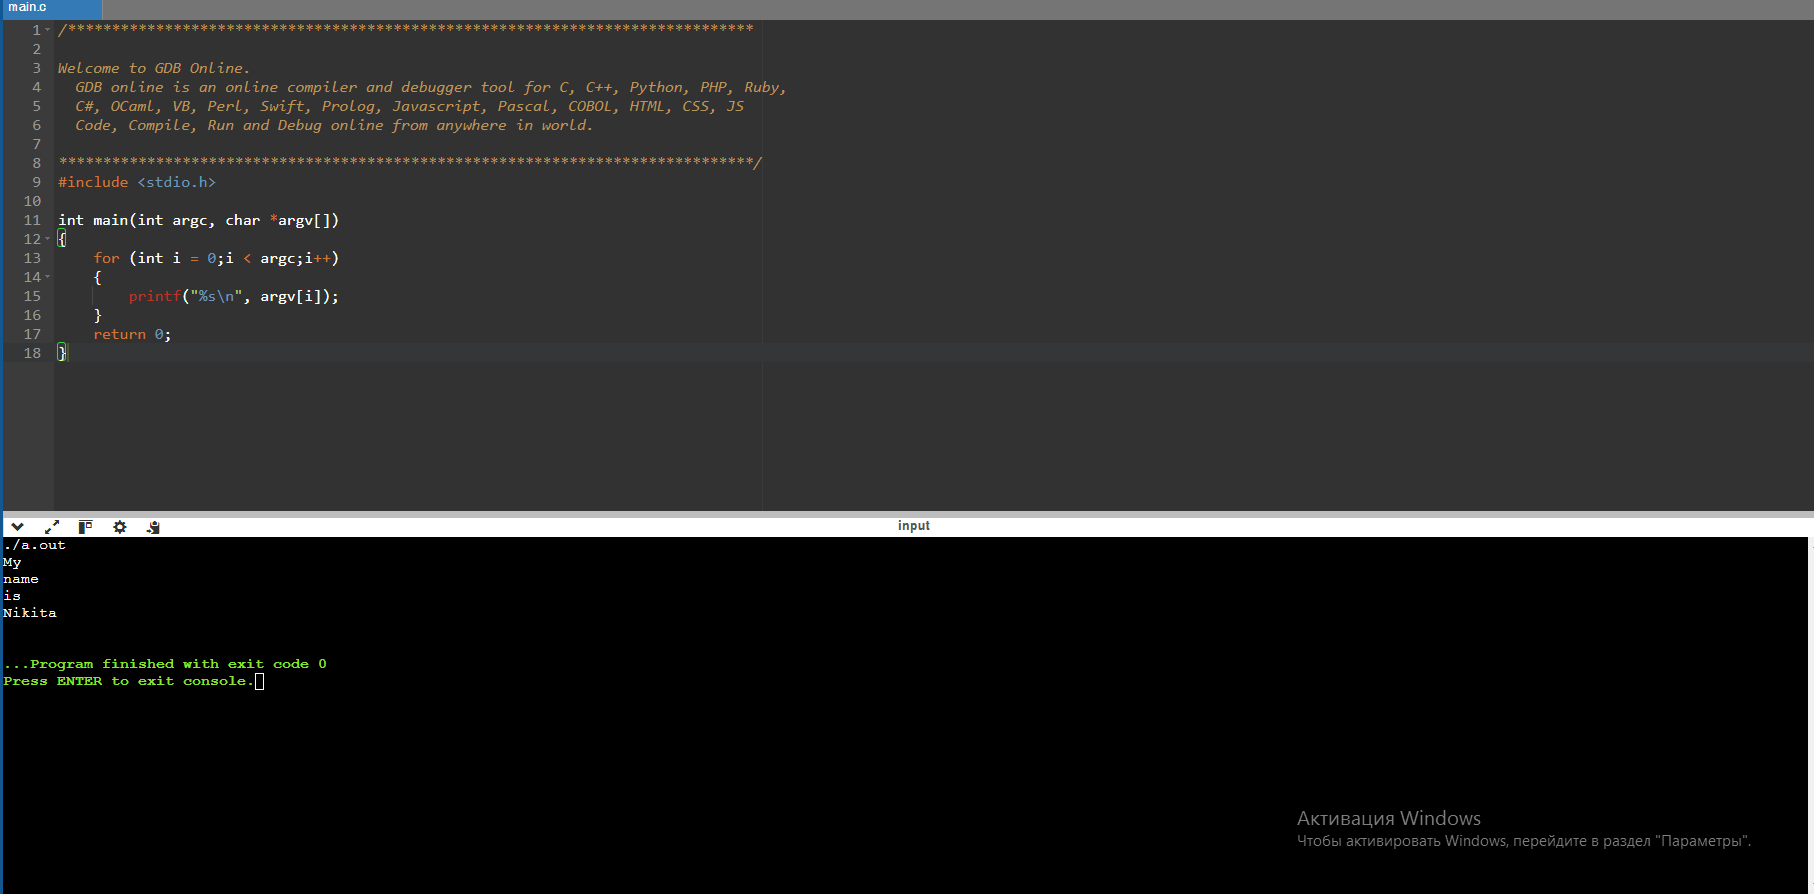 main.c
1 /******************************************************************************
2
3 Welcome to GDB Online.
4   GDB online is an online compiler and debugger tool for C, C++, Python, PHP, Ruby,
5   C#, OCaml, VB, Perl, Swift, Prolog, Javascript, Pascal, COBOL, HTML, CSS, JS
6   Code, Compile, Run and Debug online from anywhere in world.
7
8 *******************************************************************************/
9 #include <stdio.h>
10
11 int main(int argc, char *argv[])
12 {
13     for (int i = 0;i < argc;i++)
14     {
15         printf("%s\n", argv[i]);
16     }
17     return 0;
18 }
input
./a.out
My
name
is
Nikita
...Program finished with exit code 0
Press ENTER to exit console.
Активация Windows
Чтобы активировать Windows, перейдите в раздел "Параметры".